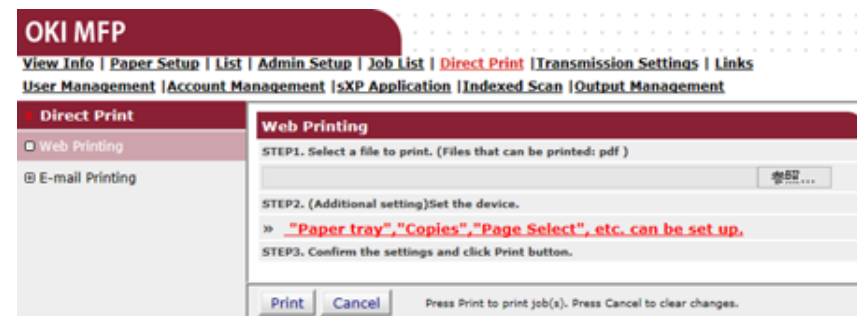 OKI MFP
View Info | Paper Setup | List | Admin Setup | Job List | Direct Print |Transmission Settings | Links
User Management |Account Management |sXP Application |Indexed Scan |Output Management
Direct Print
Web Printing
E-mail Printing
Web Printing
STEP1. Select a file to print. (Files that can be printed: pdf )
参照...
STEP2. (Additional setting)Set the device.
» "Paper tray","Copies","Page Select", etc. can be set up.
STEP3. Confirm the settings and click Print button.
Print Cancel Press Print to print job(s). Press Cancel to clear changes.